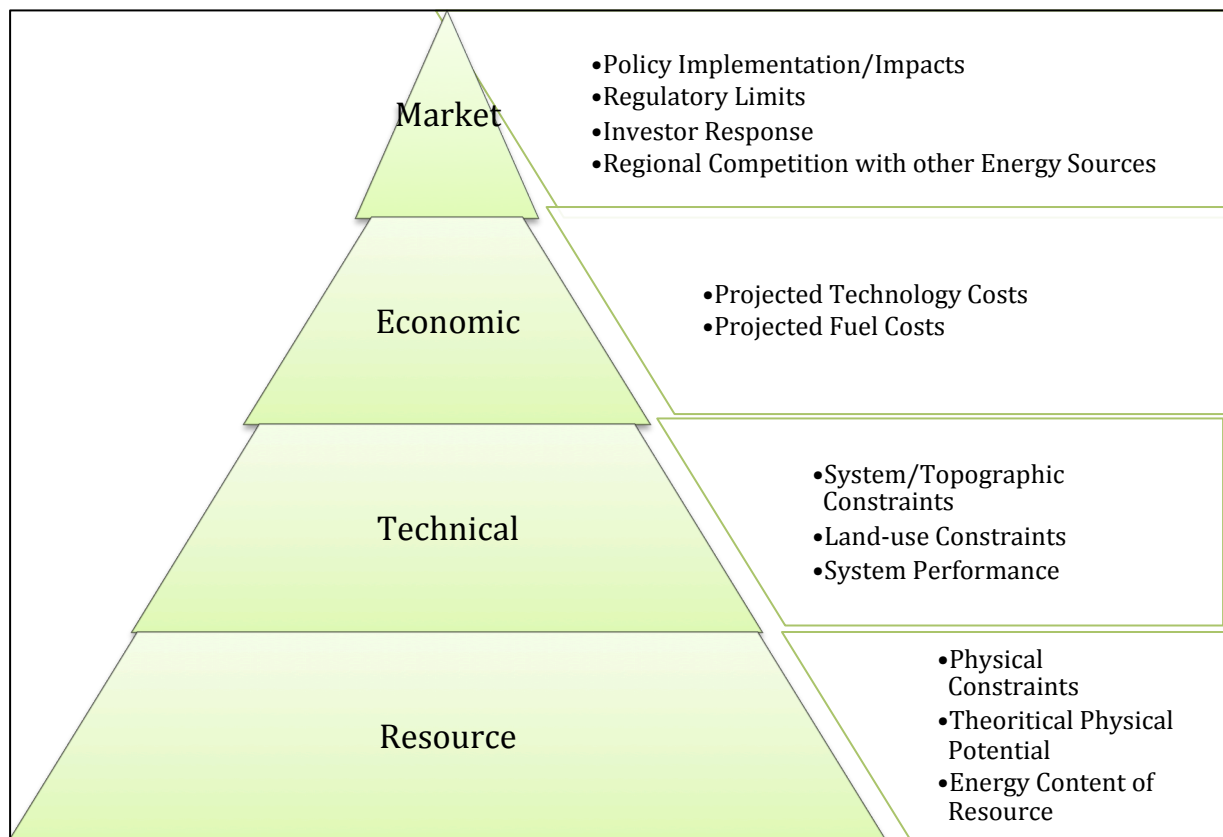 Market
•Policy Implementation/Impacts
•Regulatory Limits
•Investor Response
•Regional Competition with other Energy Sources
Economic
•Projected Technology Costs
•Projected Fuel Costs
Technical
•System/Topographic
Constraints
•Land-use Constraints
•System Performance
Resource
•Physical
Constraints
•Theoritical Physical
Potential
•Energy Content of
Resource